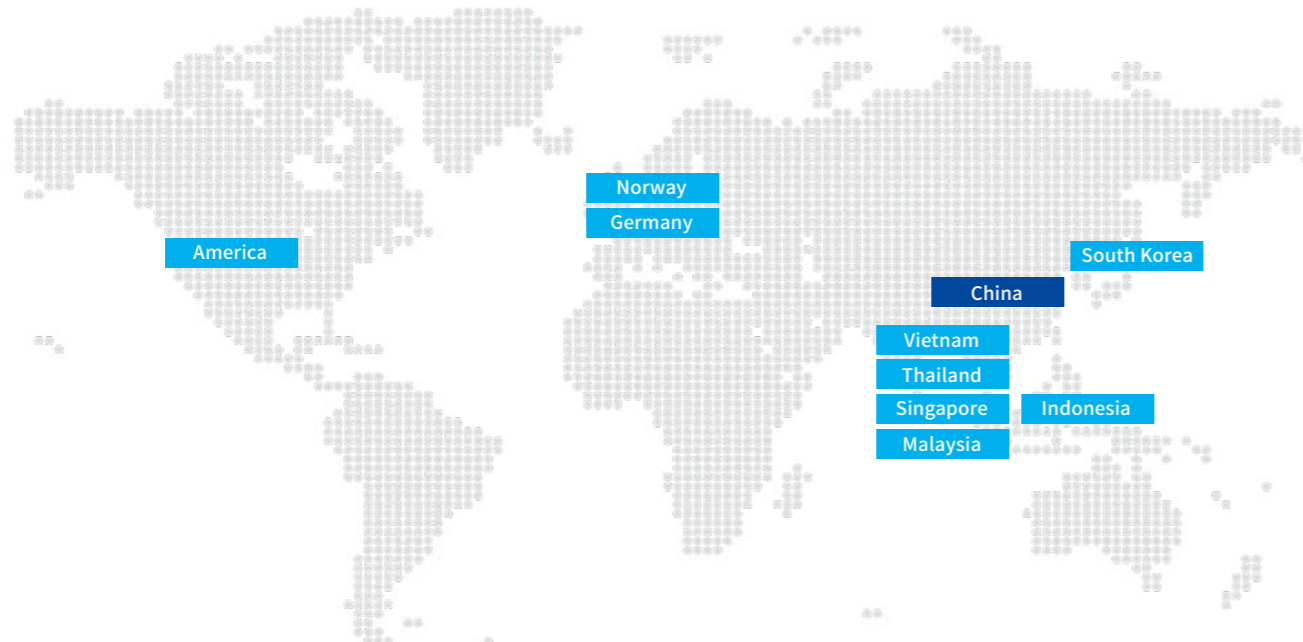 Norway
Germany
America
South Korea
China
Vietnam
Thailand
Singapore
Indonesia
Malaysia